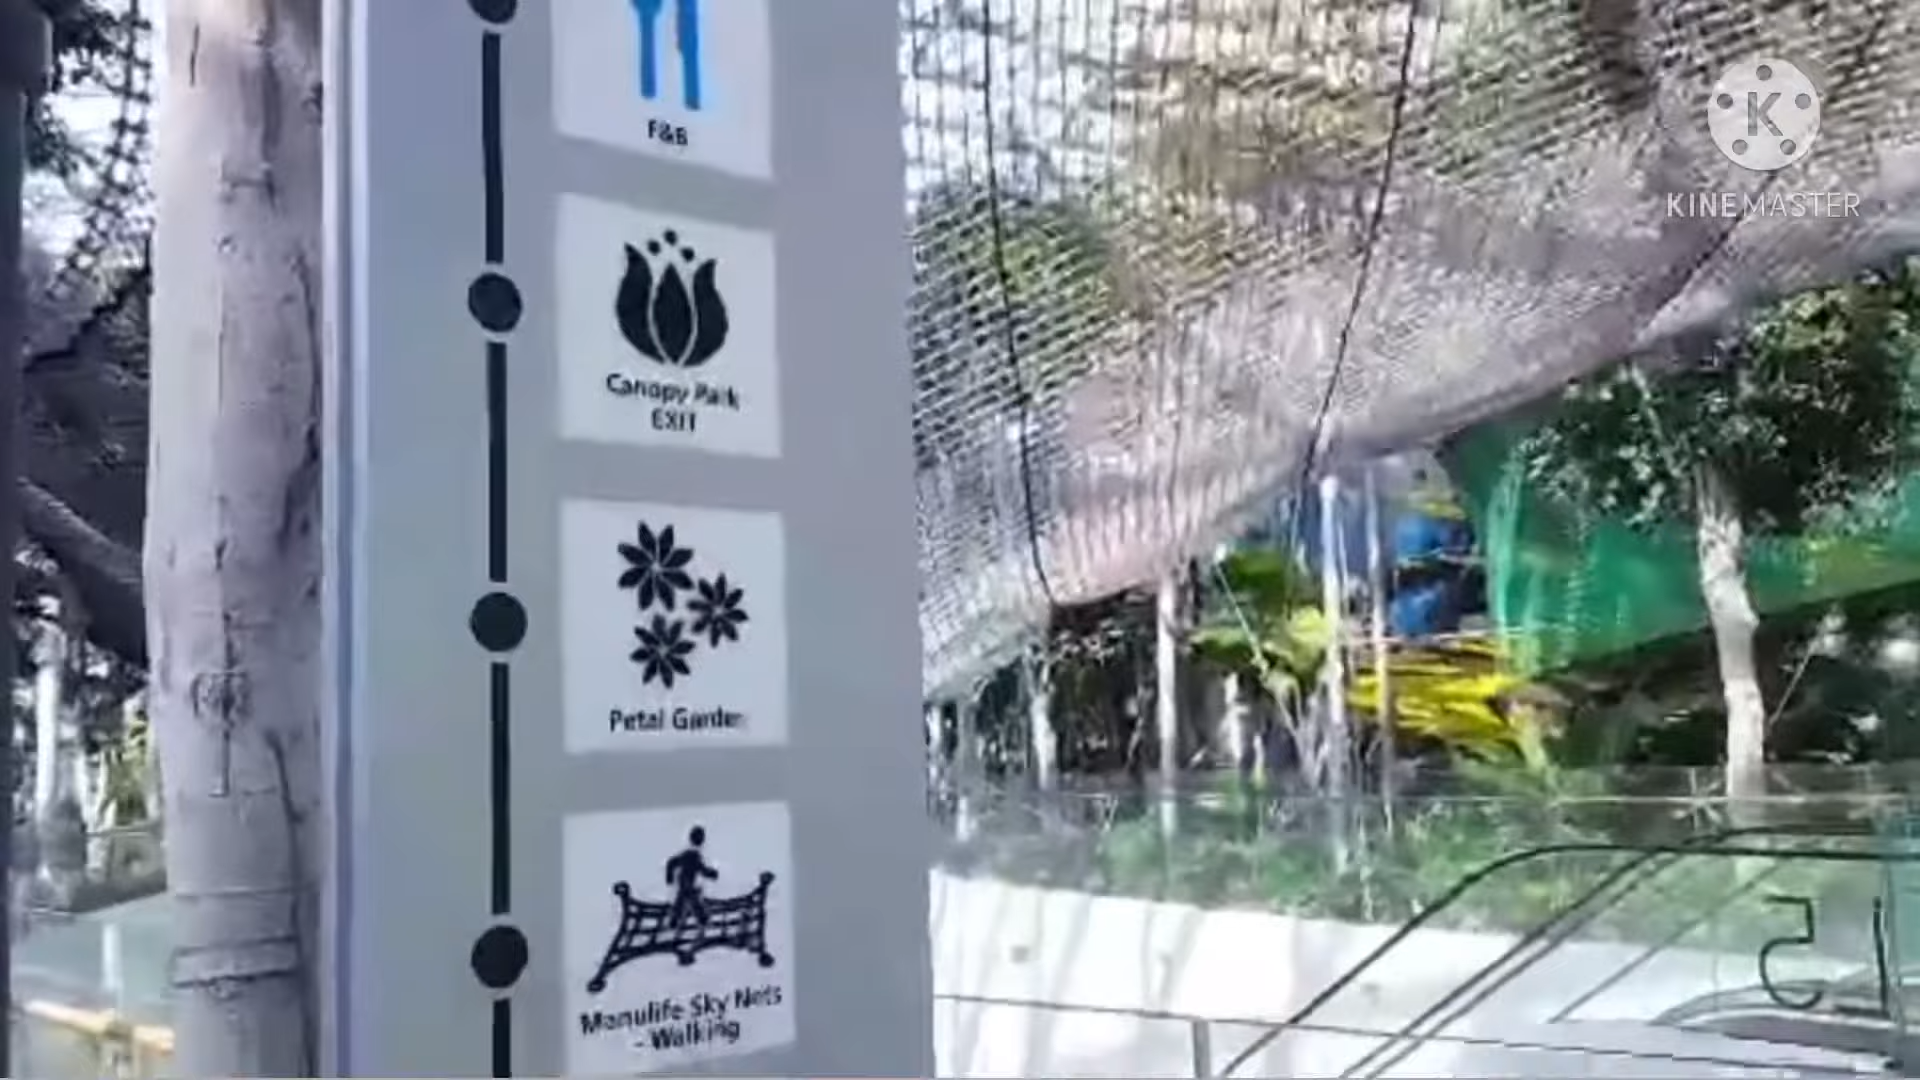 F&B
Canopy Park
EXIT
Petal Garden
Manulife Sky Nets
- Walking
K
KINEMASTER